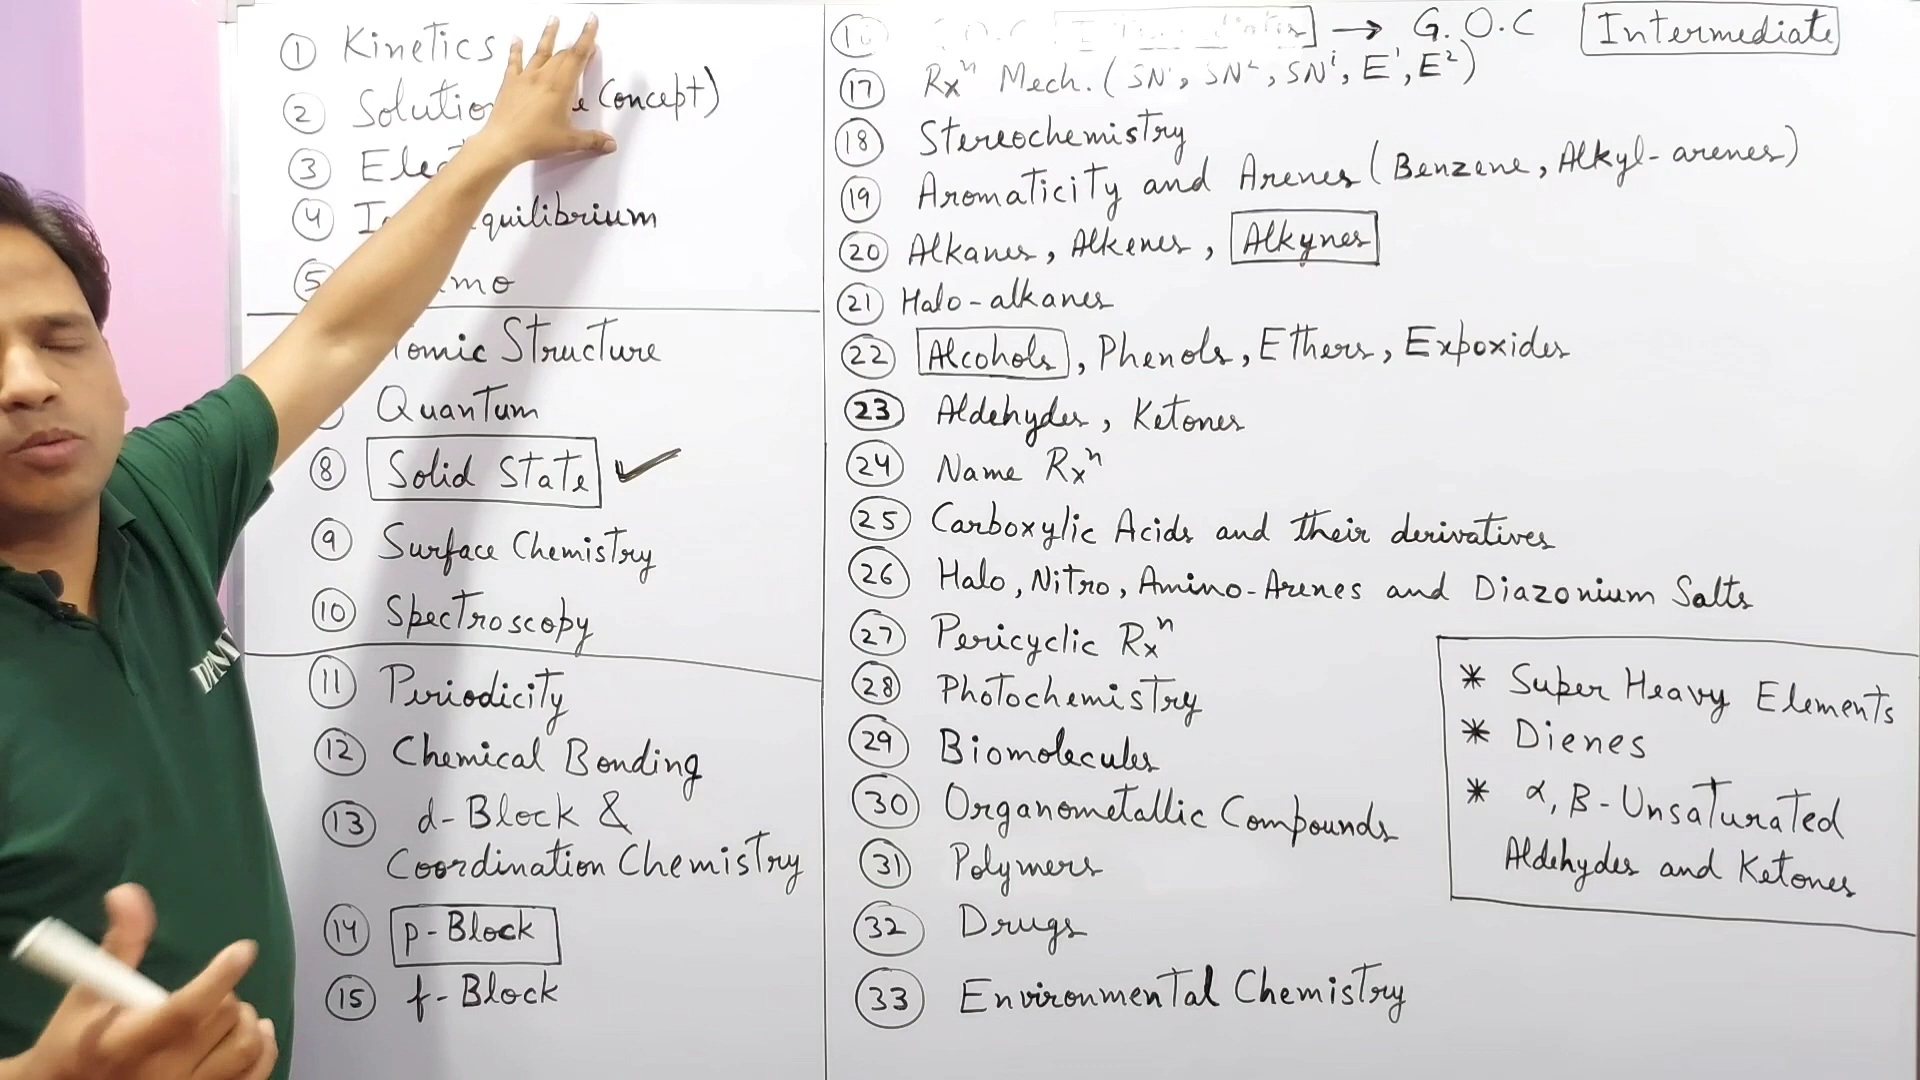 1 Kinetics
2 Solutio Concept)
3 Elec
4 I quilibrium
5 mo
tomic Structure
Quantum
8 Solid State ✓
9 Surface Chemistry
10 Spectroscopy
11 Periodicity
12 Chemical Bonding
13 d-Block &
Coordination Chemistry
14 p-Block
15 f-Block
16 → G.O.C Intermediate
17 Rxⁿ Mech. (SN¹, SN², SNⁱ, E¹, E²)
18 Stereochemistry
19 Aromaticity and Arenes (Benzene, Alkyl-arenes)
20 Alkanes, Alkenes, Alkynes
21 Halo-alkanes
22 Alcohols, Phenols, Ethers, Expoxides
23 Aldehydes, Ketones
24 Name Rxⁿ
25 Carboxylic Acids and their derivatives
26 Halo, Nitro, Amino-Arenes and Diazonium Salts
27 Pericyclic Rxⁿ
28 Photochemistry
29 Biomolecules
30 Organometallic Compounds
31 Polymers
32 Drugs
33 Environmental Chemistry
* Super Heavy Elements
* Dienes
* α, β-Unsaturated
Aldehydes and Ketones